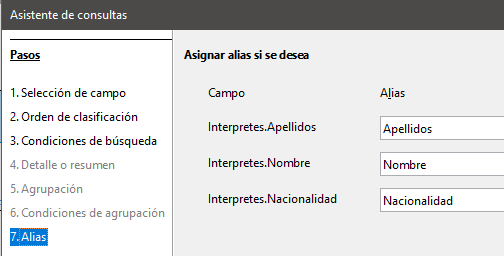 Asistente de consultas
Pasos
1. Selección de campo
2. Orden de clasificación
3. Condiciones de búsqueda
4. Detalle o resumen
5. Agrupación
6. Condiciones de agrupación
7. Alias
Asignar alias si se desea
Campo Alias
Interpretes.Apellidos Apellidos
Interpretes.Nombre Nombre
Interpretes.Nacionalidad Nacionalidad